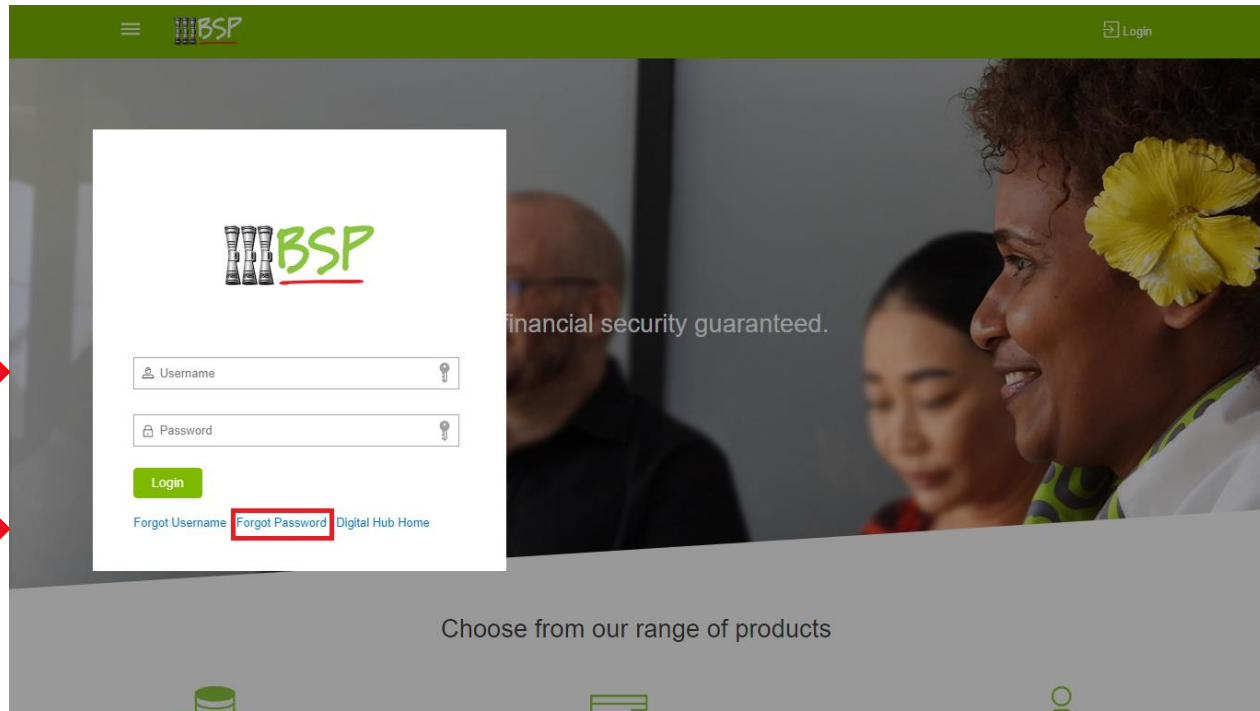 BSP
Login
BSP
financial security guaranteed.
Username
Password
Login
Forgot Username Forgot Password Digital Hub Home
Choose from our range of products